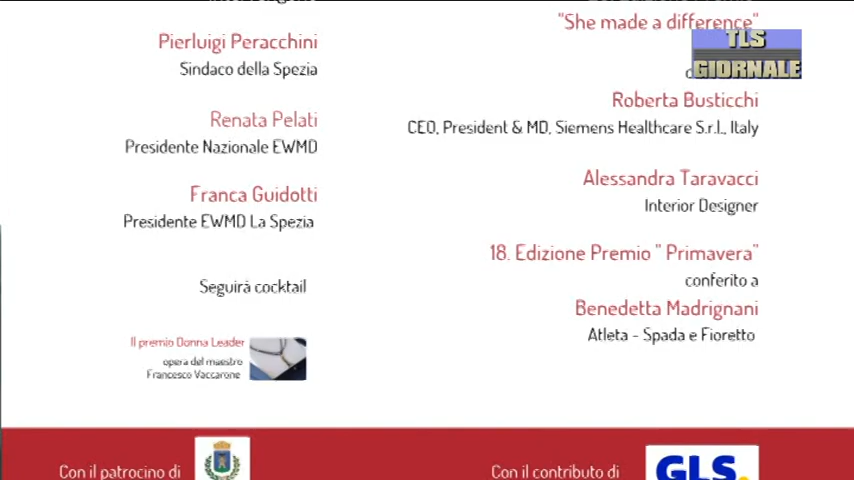 Pierluigi Peracchini
Sindaco della Spezia
Renata Pelati
Presidente Nazionale EWMD
Franca Guidotti
Presidente EWMD La Spezia
Seguirà cocktail
Il premio Donna Leader
opera del maestro
Francesco Vaccarone
"She made a difference"
TLS
GIORNALE
Roberta Busticchi
CEO, President & MD, Siemens Healthcare S.r.l., Italy
Alessandra Taravacci
Interior Designer
18. Edizione Premio " Primavera"
conferito a
Benedetta Madrignani
Atleta - Spada e Fioretto
Con il patrocino di
Con il contributo di
GLS.